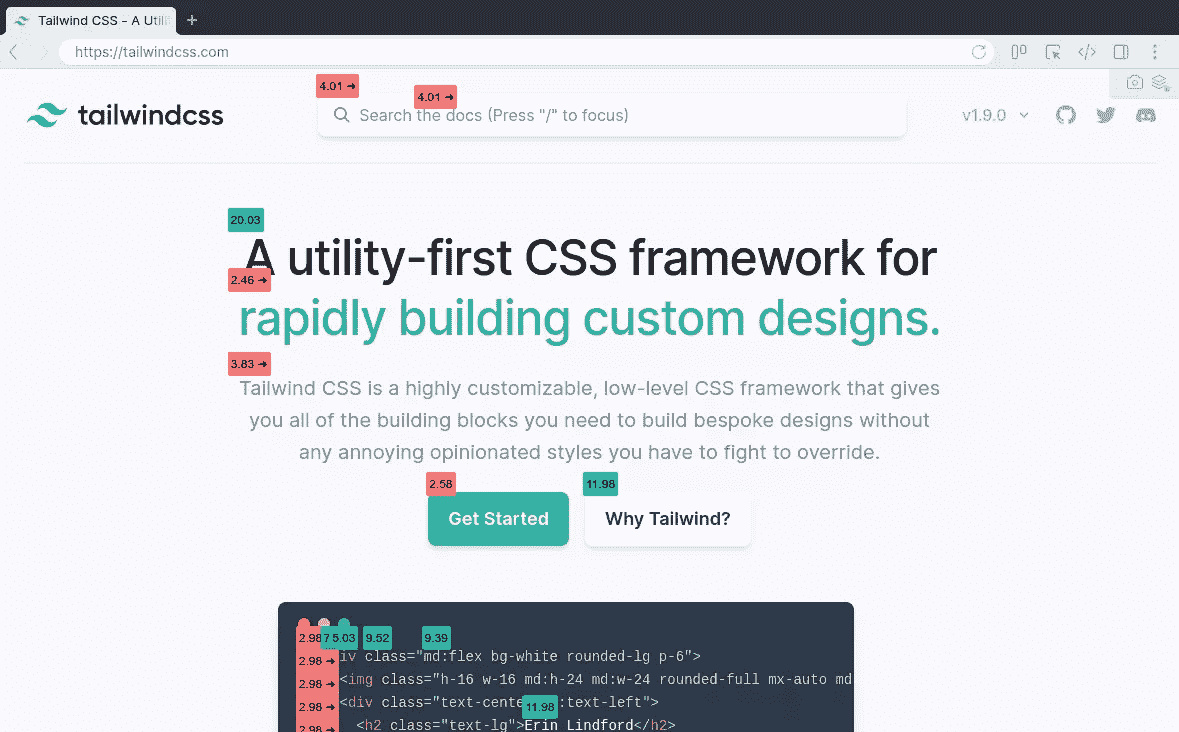 Tailwind CSS - A Utili
https://tailwindcss.com
4.01 ➔
4.01 ➔
tailwindcss
Search the docs (Press "/" to focus)
v1.9.0
20.03
A utility-first CSS framework for
2.46 ➔
rapidly building custom designs.
3.83 ➔
Tailwind CSS is a highly customizable, low-level CSS framework that gives
you all of the building blocks you need to build bespoke designs without
any annoying opinionated styles you have to fight to override.
2.58
11.98
Get Started
Why Tailwind?
2.98
7
5.03
9.52
9.39
iv class="md:flex bg-white rounded-lg p-6">
2.98 ➔
<img class="h-16 w-16 md:h-24 md:w-24 rounded-full mx-auto md
2.98 ➔
<div class="text-cente :text-left">
2.98 ➔
11.98
<h2 class="text-lg">Erin Lindford</h2>
2.98 ➔